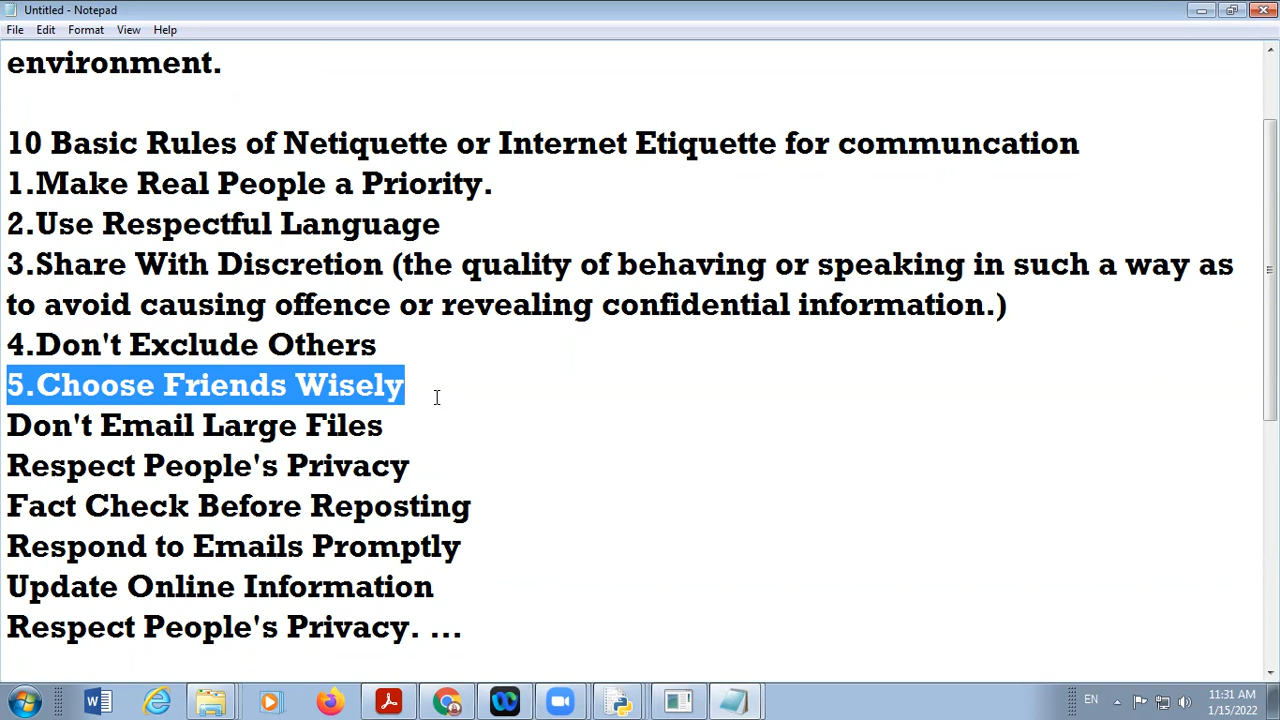 Untitled - Notepad
File Edit Format View Help
environment.
10 Basic Rules of Netiquette or Internet Etiquette for communcation
1.Make Real People a Priority.
2.Use Respectful Language
3.Share With Discretion (the quality of behaving or speaking in such a way as
to avoid causing offence or revealing confidential information.)
4.Don't Exclude Others
5.Choose Friends Wisely
Don't Email Large Files
Respect People's Privacy
Fact Check Before Reposting
Respond to Emails Promptly
Update Online Information
Respect People's Privacy. ...
EN
11:31 AM
1/15/2022